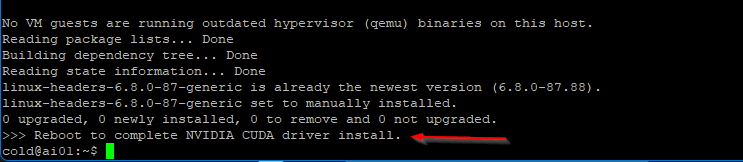 No VM guests are running outdated hypervisor (qemu) binaries on this host.
Reading package lists... Done
Building dependency tree... Done
Reading state information... Done
linux-headers-6.8.0-87-generic is already the newest version (6.8.0-87.88).
linux-headers-6.8.0-87-generic set to manually installed.
0 upgraded, 0 newly installed, 0 to remove and 0 not upgraded.
>>> Reboot to complete NVIDIA CUDA driver install.
cold@ai01:~$